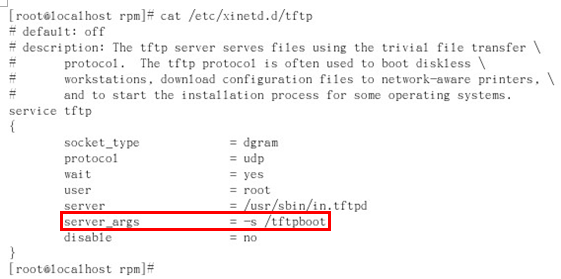 [root@localhost rpm]# cat /etc/xinetd.d/tftp
# default: off
# description: The tftp server serves files using the trivial file transfer \
#       protocol.  The tftp protocol is often used to boot diskless \
#       workstations, download configuration files to network-aware printers, \
#       and to start the installation process for some operating systems.
service tftp
{
        socket_type             = dgram
        protocol                = udp
        wait                    = yes
        user                    = root
        server                  = /usr/sbin/in.tftpd
        server_args             = -s /tftpboot
        disable                 = no
}
[root@localhost rpm]#